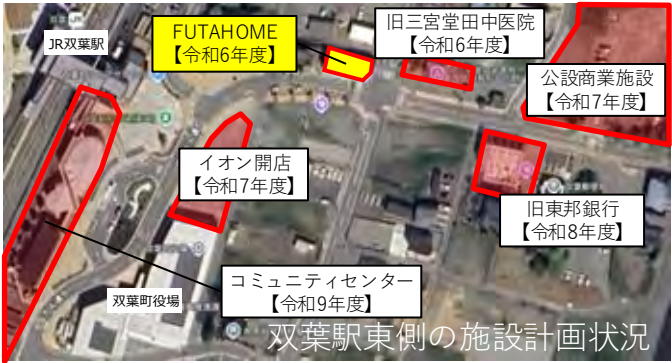 JR双葉駅
FUTAHOME
【令和6年度】
旧三宮堂田中医院
【令和6年度】
公設商業施設
【令和7年度】
イオン開店
【令和7年度】
旧東邦銀行
【令和8年度】
コミュニティセンター
【令和9年度】
双葉町役場
双葉駅東側の施設計画状況